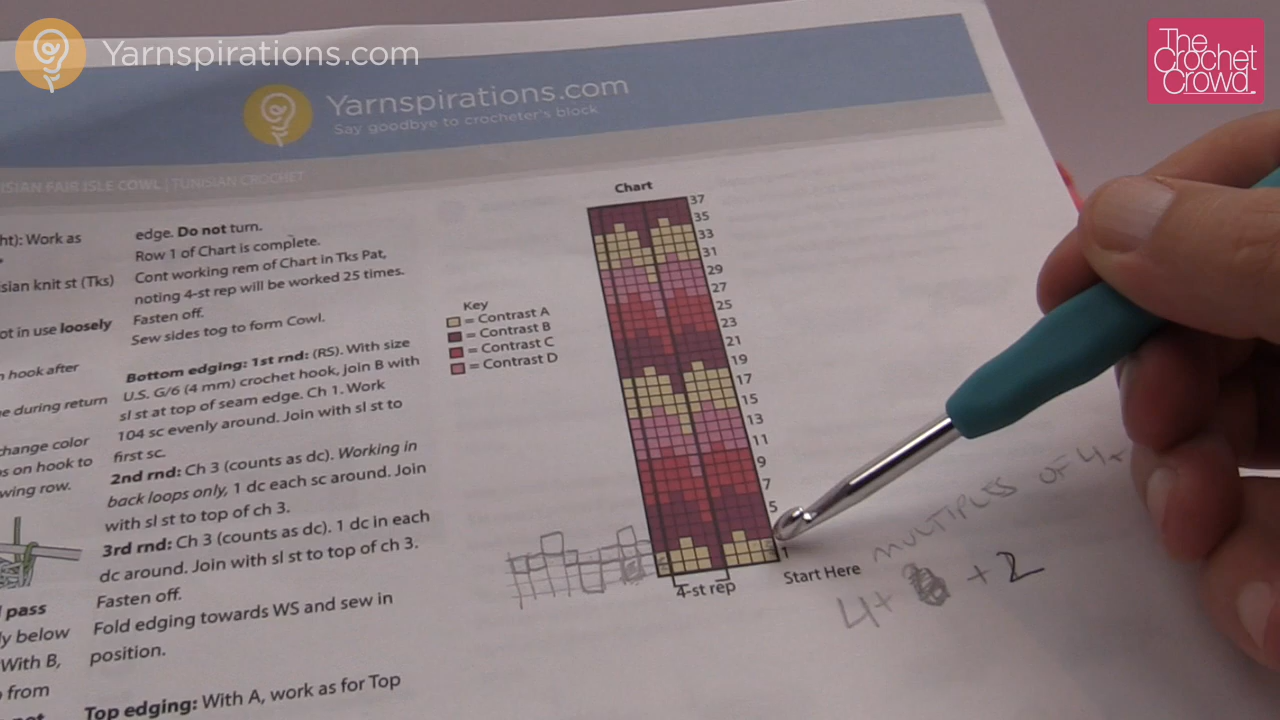 Yarnspirations.com
The
Crochet
Crowd
Yarnspirations.com
Say goodbye to crocheter's block
ISIAN FAIR ISLE COWL | TUNISIAN CROCHET
ht): Work as
sian knit st (Tks)
ot in use loosely
n hook after
e during return
change color
s on hook to
wing row.
pass
ly below
With B,
from
edge. Do not turn.
Row 1 of Chart is complete.
Cont working rem of Chart in Tks Pat,
noting 4-st rep will be worked 25 times.
Fasten off.
Sew sides tog to form Cowl.
Bottom edging: 1st rnd: (RS). With size
U.S. G/6 (4 mm) crochet hook, join B with
sl st at top of seam edge. Ch 1. Work
104 sc evenly around. Join with sl st to
first sc.
2nd rnd: Ch 3 (counts as dc). Working in
back loops only, 1 dc each sc around. Join
with sl st to top of ch 3.
3rd rnd: Ch 3 (counts as dc). 1 dc in each
dc around. Join with sl st to top of ch 3.
Fasten off.
Fold edging towards WS and sew in
position.
Top edging: With A, work as for Top
Key
= Contrast A
= Contrast B
= Contrast C
= Contrast D
Chart
37
35
33
31
29
27
25
23
21
19
17
15
13
11
9
7
5
1
4-st rep
Start Here
MULTIPLES OF 4+
4+ + 2